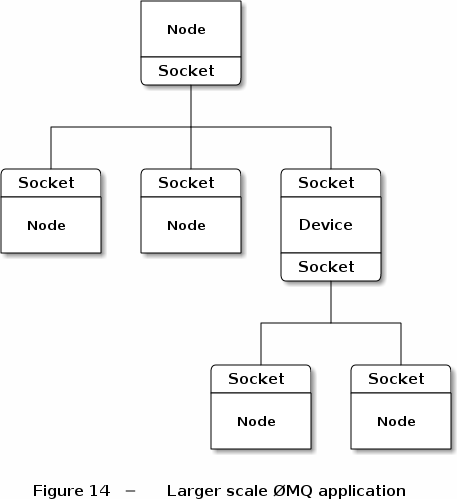 Node
Socket
Socket Socket Socket
Node Node Device
Socket
Socket Socket
Node Node
Figure 14 − Larger scale ØMQ application